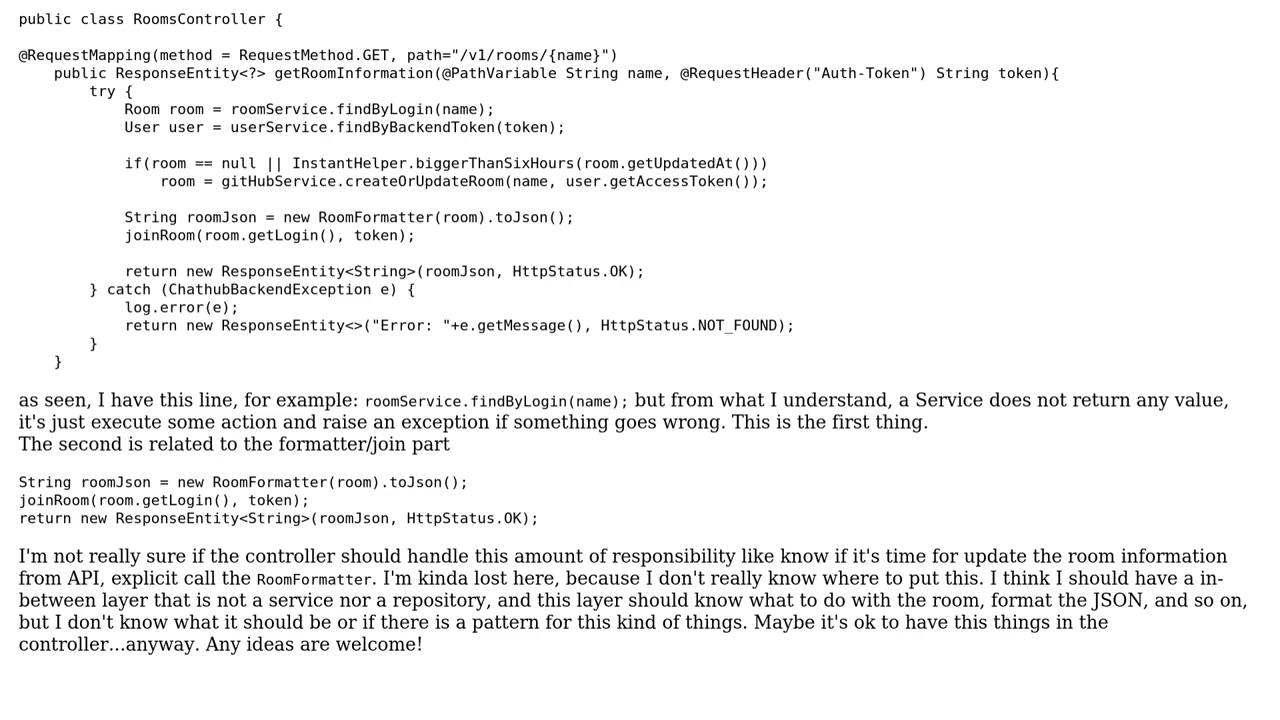 public class RoomsController {
@RequestMapping(method = RequestMethod.GET, path="/v1/rooms/{name}")
    public ResponseEntity<?> getRoomInformation(@PathVariable String name, @RequestHeader("Auth-Token") String token){
        try {
            Room room = roomService.findByLogin(name);
            User user = userService.findByBackendToken(token);
            if(room == null || InstantHelper.biggerThanSixHours(room.getUpdatedAt()))
                room = gitHubService.createOrUpdateRoom(name, user.getAccessToken());
            String roomJson = new RoomFormatter(room).toJson();
            joinRoom(room.getLogin(), token);
            return new ResponseEntity<String>(roomJson, HttpStatus.OK);
        } catch (ChathubBackendException e) {
            log.error(e);
            return new ResponseEntity<>("Error: "+e.getMessage(), HttpStatus.NOT_FOUND);
        }
    }
as seen, I have this line, for example: roomService.findByLogin(name); but from what I understand, a Service does not return any value,
it's just execute some action and raise an exception if something goes wrong. This is the first thing.
The second is related to the formatter/join part
String roomJson = new RoomFormatter(room).toJson();
joinRoom(room.getLogin(), token);
return new ResponseEntity<String>(roomJson, HttpStatus.OK);
I'm not really sure if the controller should handle this amount of responsibility like know if it's time for update the room information
from API, explicit call the RoomFormatter. I'm kinda lost here, because I don't really know where to put this. I think I should have a in-
between layer that is not a service nor a repository, and this layer should know what to do with the room, format the JSON, and so on,
but I don't know what it should be or if there is a pattern for this kind of things. Maybe it's ok to have this things in the
controller...anyway. Any ideas are welcome!